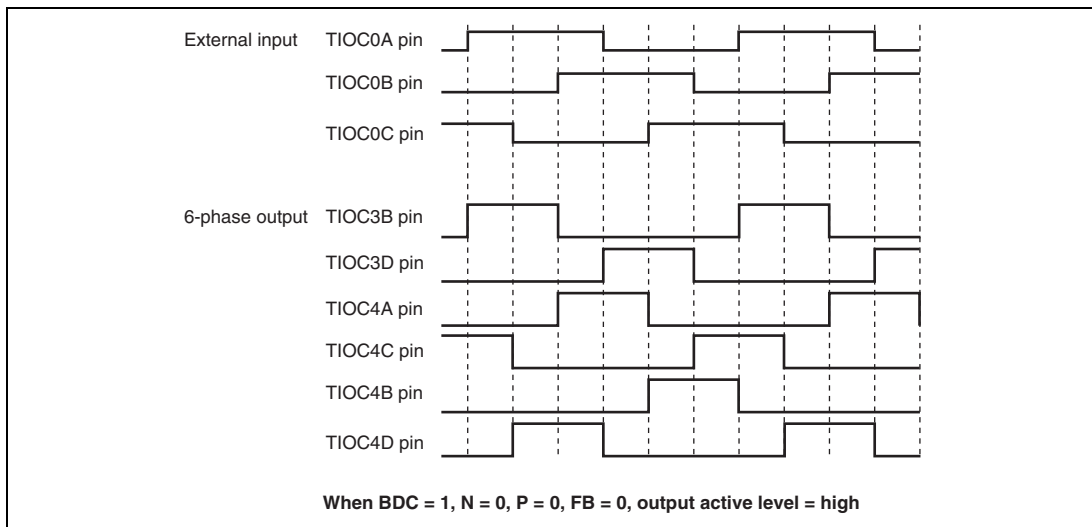 External input TIOC0A pin
TIOC0B pin
TIOC0C pin
6-phase output TIOC3B pin
TIOC3D pin
TIOC4A pin
TIOC4C pin
TIOC4B pin
TIOC4D pin
When BDC = 1, N = 0, P = 0, FB = 0, output active level = high